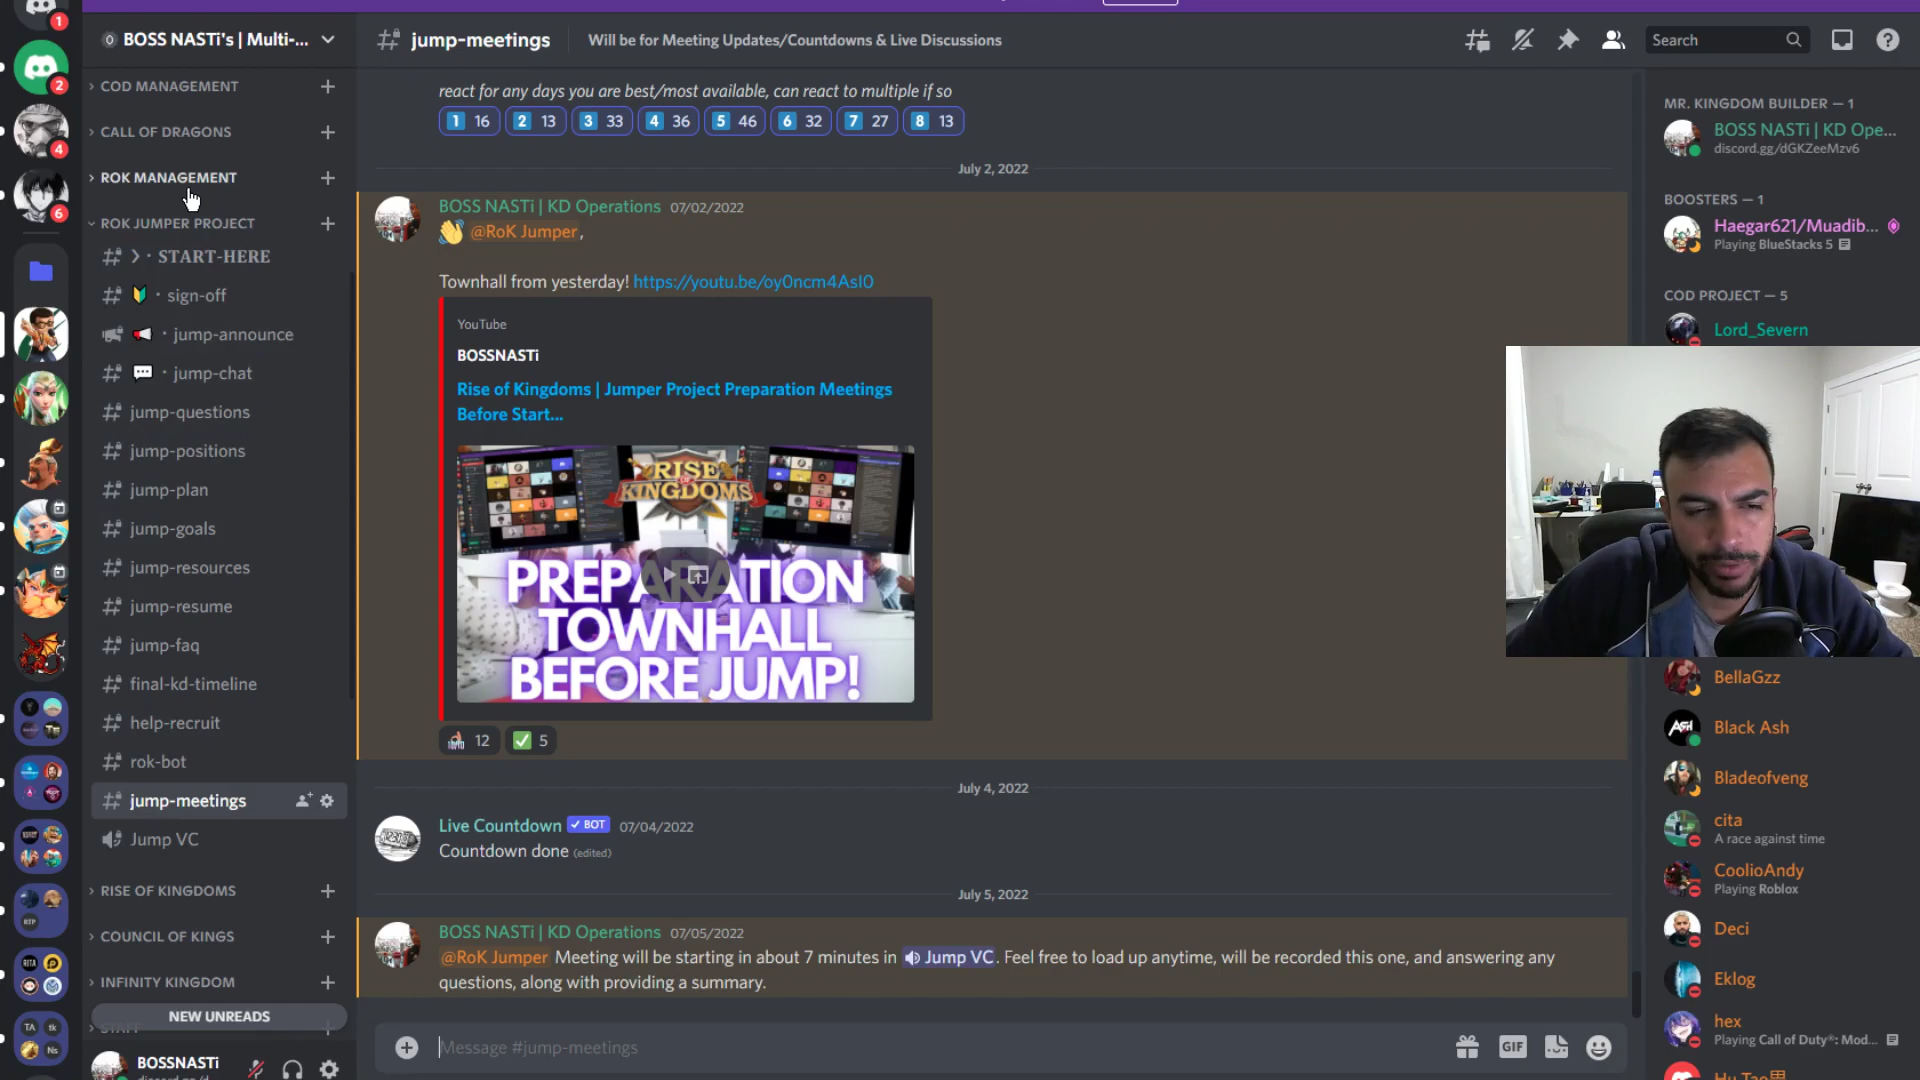 1
2
4
6
BOSS NASTi's | Multi-...
COD MANAGEMENT
CALL OF DRAGONS
ROK MANAGEMENT
ROK JUMPER PROJECT
START-HERE
sign-off
jump-announce
jump-chat
jump-questions
jump-positions
jump-plan
jump-goals
jump-resources
jump-resume
jump-faq
final-kd-timeline
help-recruit
rok-bot
jump-meetings
Jump VC
RISE OF KINGDOMS
COUNCIL OF KINGS
INFINITY KINGDOM
NEW UNREADS
BOSSNASTi
jump-meetings
Will be for Meeting Updates/Countdowns & Live Discussions
Search
react for any days you are best/most available, can react to multiple if so
1 16 2 13 3 33 4 36 5 46 6 32 7 27 8 13
July 2, 2022
BOSS NASTi | KD Operations 07/02/2022
@RoK Jumper,
Townhall from yesterday! https://youtu.be/oy0ncm4AsI0
YouTube
BOSSNASTi
Rise of Kingdoms | Jumper Project Preparation Meetings
Before Start...
RISE OF KINGDOMS
PREPARATION
TOWNHALL
BEFORE JUMP!
12 5
July 4, 2022
Live Countdown BOT 07/04/2022
Countdown done (edited)
July 5, 2022
BOSS NASTi | KD Operations 07/05/2022
@RoK Jumper Meeting will be starting in about 7 minutes in Jump VC. Feel free to load up anytime, will be recorded this one, and answering any
questions, along with providing a summary.
Message #jump-meetings
GIF
MR. KINGDOM BUILDER — 1
BOSS NASTi | KD Ope...
discord.gg/dGKZeeMzv6
BOOSTERS — 1
Haegar621/Muadib...
Playing BlueStacks 5
COD PROJECT — 5
Lord_Severn
BellaGzz
ASH
Black Ash
Bladeofveng
cita
A race against time
CoolioAndy
Playing Roblox
Deci
Eklog
hex
Playing Call of Duty®: Mod...